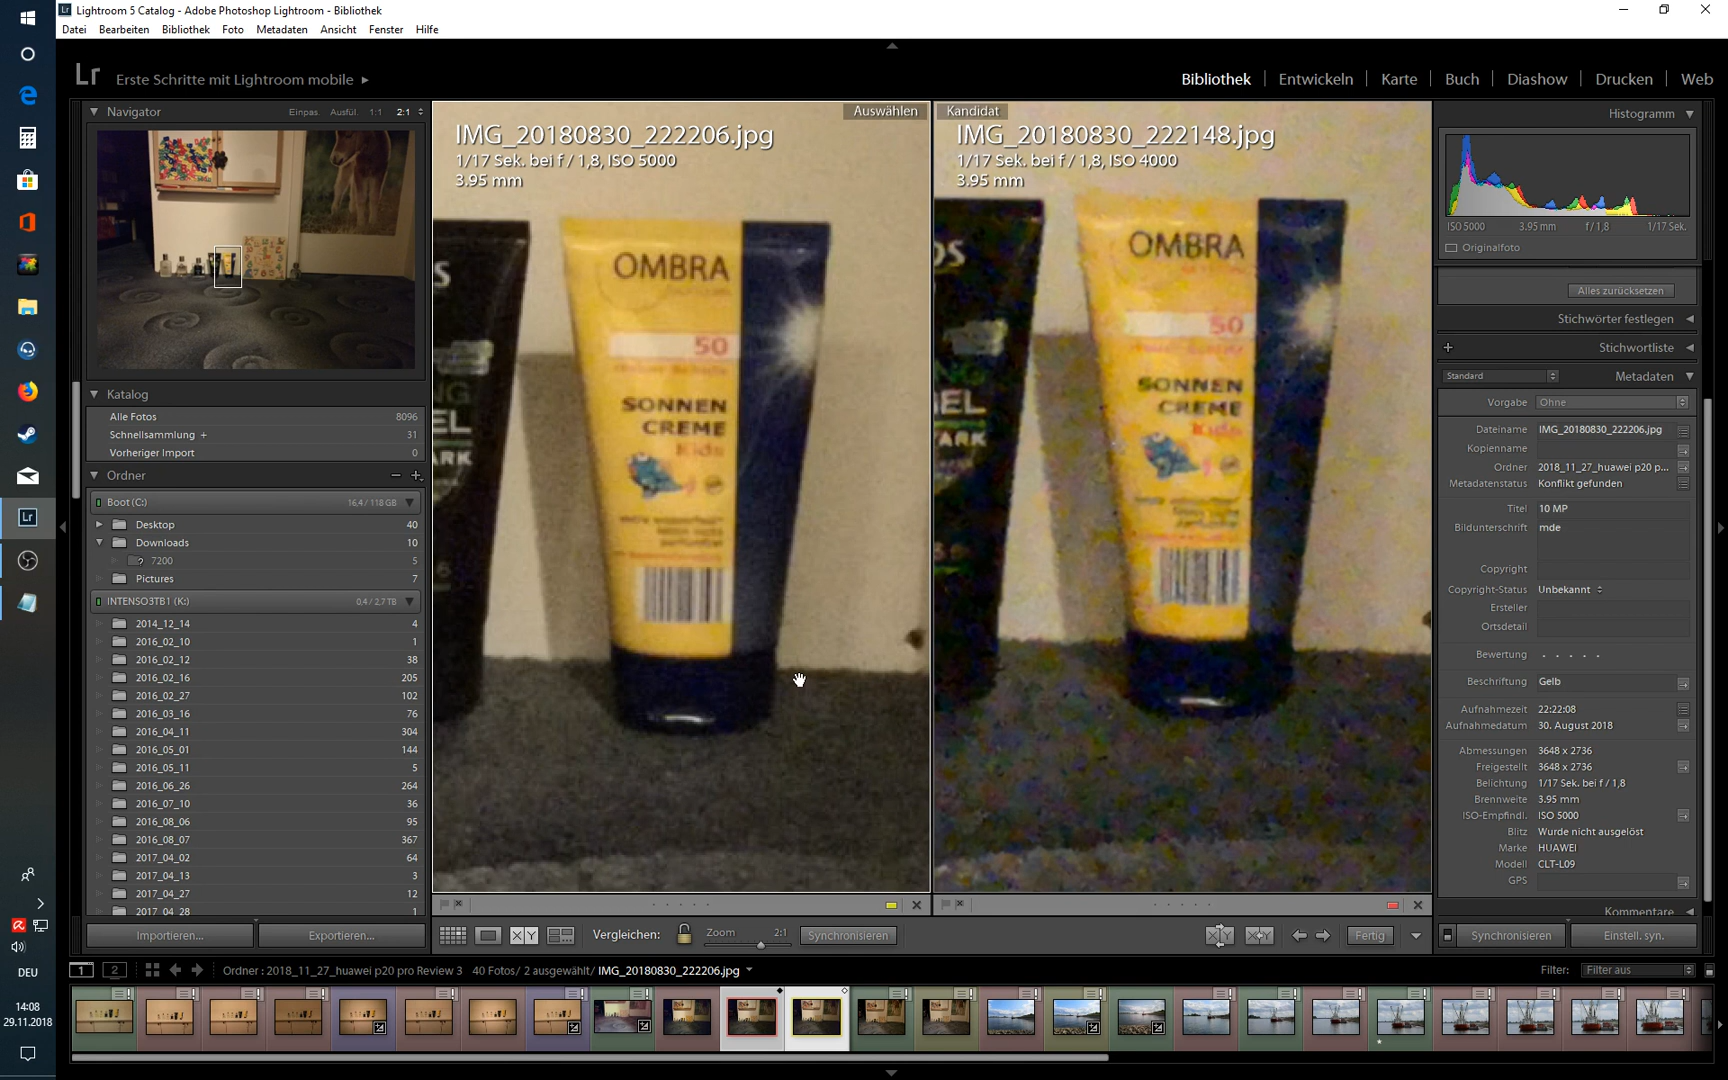 Lightroom 5 Catalog - Adobe Photoshop Lightroom - Bibliothek
Datei Bearbeiten Bibliothek Foto Metadaten Ansicht Fenster Hilfe
Lr Erste Schritte mit Lightroom mobile
Bibliothek Entwickeln Karte Buch Diashow Drucken Web
Navigator Einpas. Ausfül. 1:1 2:1
Katalog
Alle Fotos 8096
Schnellsammlung + 31
Vorheriger Import 0
Ordner
Boot (C:) 16,4 / 118 GB
Desktop 40
Downloads 10
7200 5
Pictures 7
INTENSO3TB1 (K:) 0,4 / 2,7 TB
2014_12_14 4
2016_02_10 1
2016_02_12 38
2016_02_16 205
2016_02_27 102
2016_03_16 76
2016_04_11 304
2016_05_01 144
2016_05_11 5
2016_06_26 264
2016_07_10 36
2016_08_06 95
2016_08_07 367
2017_04_02 64
2017_04_13 3
2017_04_27 12
2017_04_28 1
Importieren... Exportieren...
Auswählen
IMG_20180830_222206.jpg
1/17 Sek. bei f / 1,8, ISO 5000
3.95 mm
OMBRA
50
SONNEN
CREME
Kids
EL
ARK
Kandidat
IMG_20180830_222148.jpg
1/17 Sek. bei f / 1,8, ISO 4000
3.95 mm
OS
OMBRA
50
SONNEN
CREME
Kids
EL
ARK
Vergleichen: Zoom 2:1 Synchronisieren
Fertig
Histogramm
ISO 5000 3.95 mm f / 1,8 1/17 Sek.
Originalfoto
Alles zurücksetzen
Stichwörter festlegen
Stichwortliste
Standard Metadaten
Vorgabe Ohne
Dateiname IMG_20180830_222206.jpg
Kopienname
Ordner 2018_11_27_huawei p20 p...
Metadatenstatus Konflikt gefunden
Titel 10 MP
Bildunterschrift mde
Copyright
Copyright-Status Unbekannt
Ersteller
Ortsdetail
Bewertung
Beschriftung Gelb
Aufnahmezeit 22:22:08
Aufnahmedatum 30. August 2018
Abmessungen 3648 x 2736
Freigestellt 3648 x 2736
Belichtung 1/17 Sek. bei f / 1,8
Brennweite 3.95 mm
ISO-Empfindl. ISO 5000
Blitz Wurde nicht ausgelöst
Marke HUAWEI
Modell CLT-L09
GPS
Kommentare
Synchronisieren Einstell. syn.
1 2 Ordner : 2018_11_27_huawei p20 pro Review 3 40 Fotos/ 2 ausgewählt/ IMG_20180830_222206.jpg
Filter: Filter aus
DEU
14:08
29.11.2018